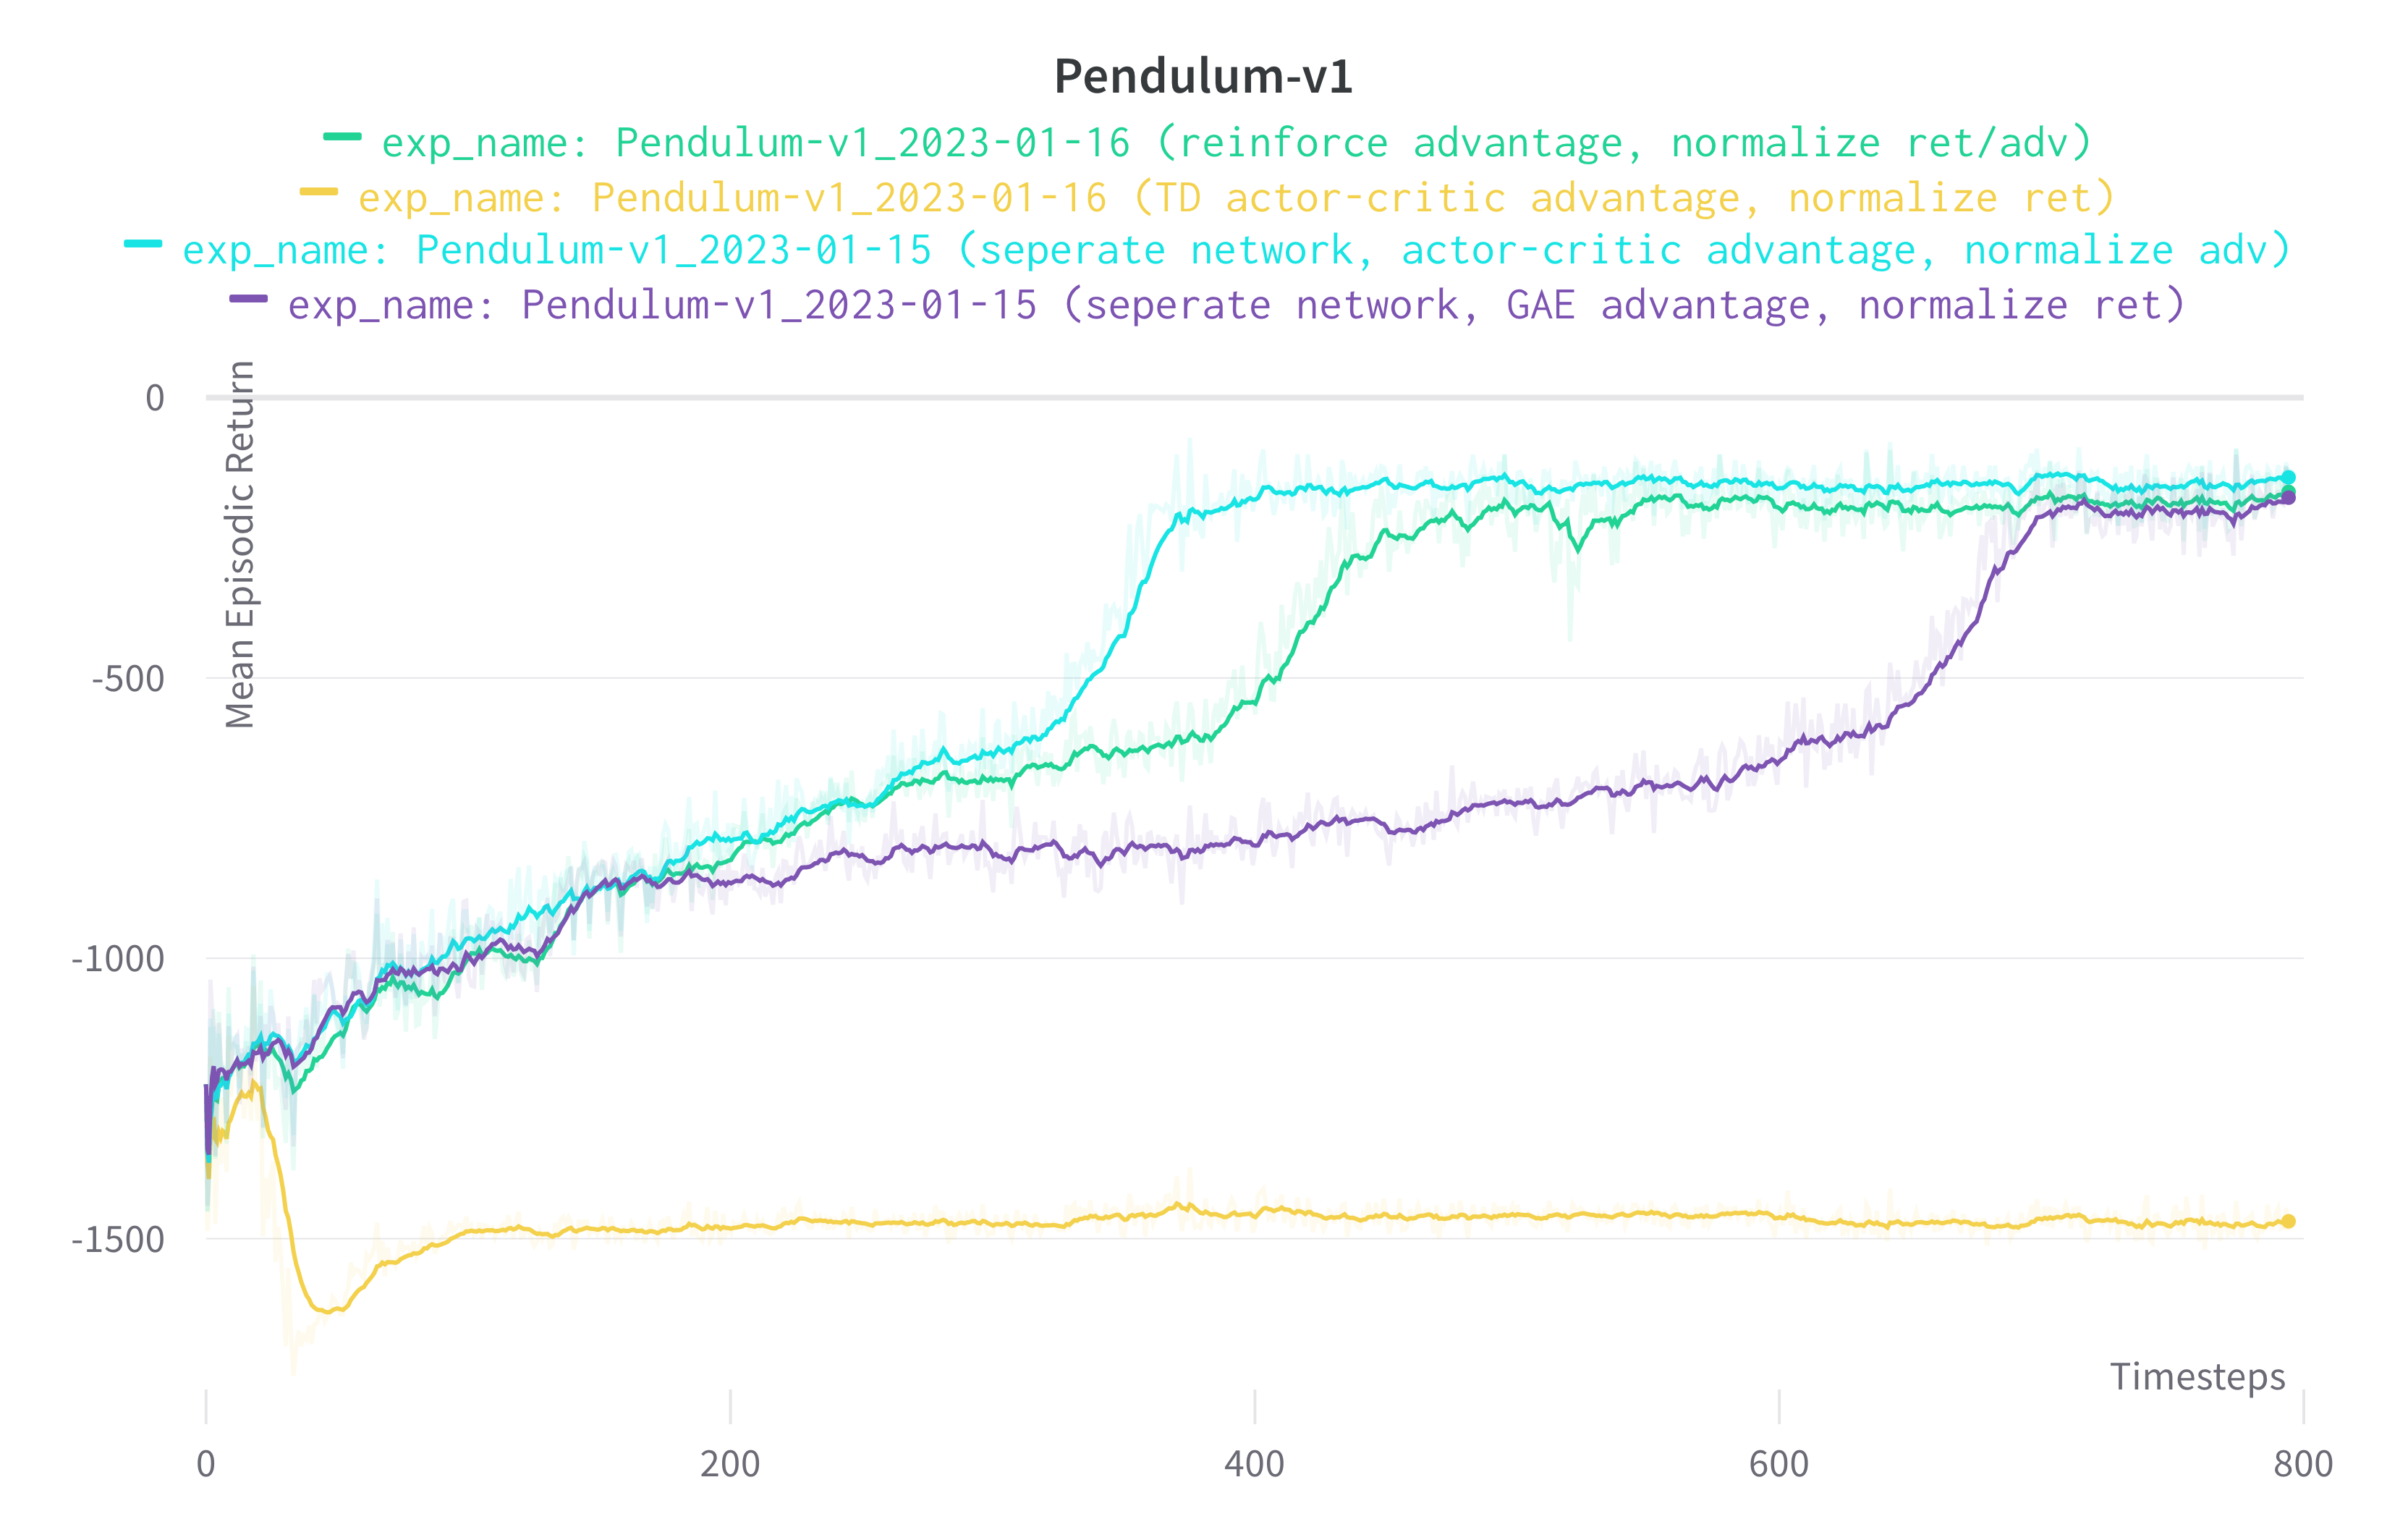 Pendulum-v1
exp_name: Pendulum-v1_2023-01-16 (reinforce advantage, normalize ret/adv)
exp_name: Pendulum-v1_2023-01-16 (TD actor-critic advantage, normalize ret)
exp_name: Pendulum-v1_2023-01-15 (seperate network, actor-critic advantage, normalize adv)
exp_name: Pendulum-v1_2023-01-15 (seperate network, GAE advantage, normalize ret)
Mean Episodic Return
0
-500
-1000
-1500
Timesteps
0 200 400 600 800